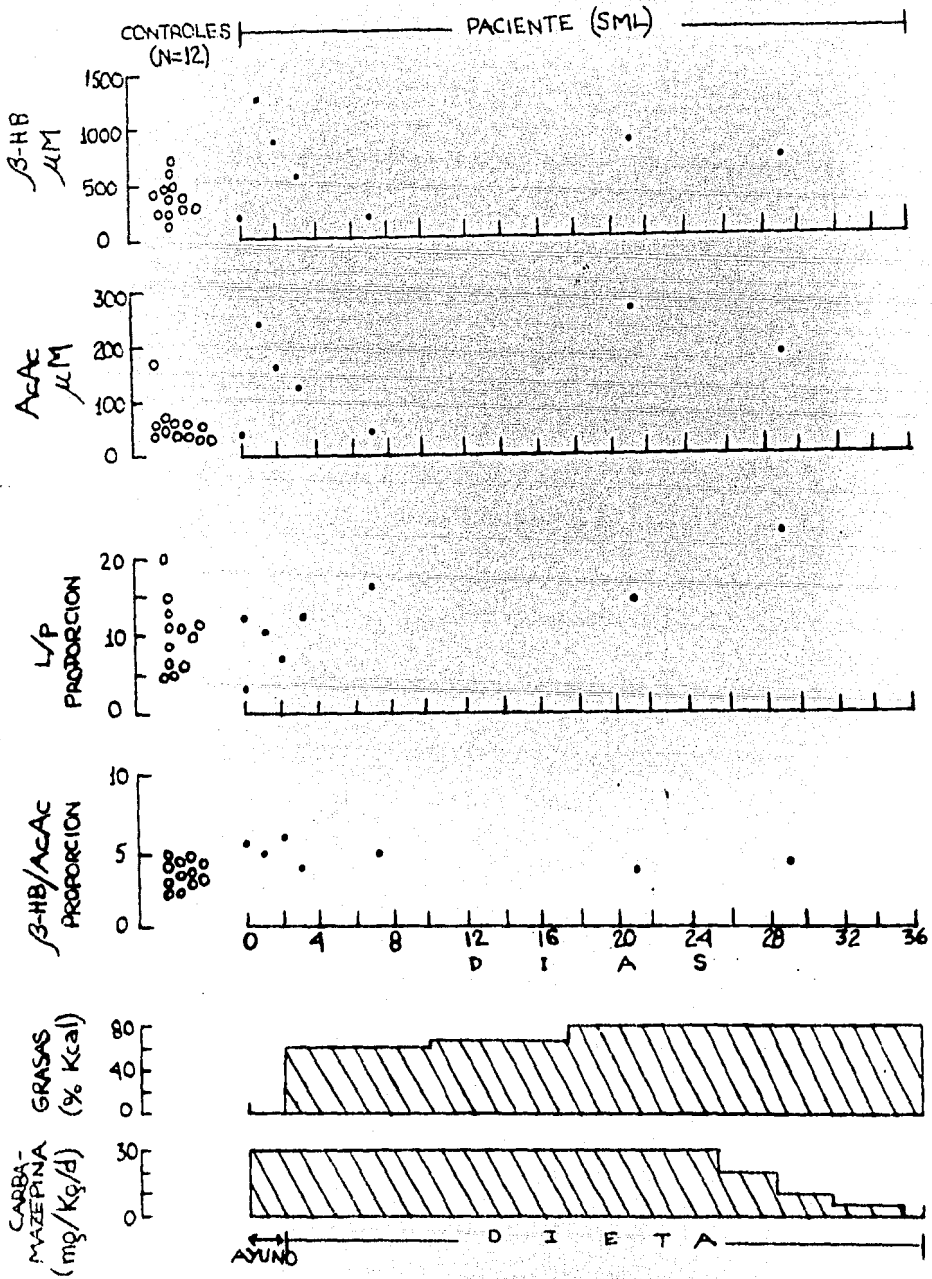 CONTROLES
(N=12)
PACIENTE (SML)
β-HB
μM
1500
1000
500
0
AcAc
μM
300
200
100
0
L/P
PROPORCION
20
10
0
β-HB/AcAc
PROPORCION
10
5
0
0 4 8 12 16 20 24 28 32 36
D I A S
GRASAS
(% Kcal)
80
40
0
CARBA-
MAZEPINA
(mg/Kg/d)
30
0
AYUNO
D I E T A